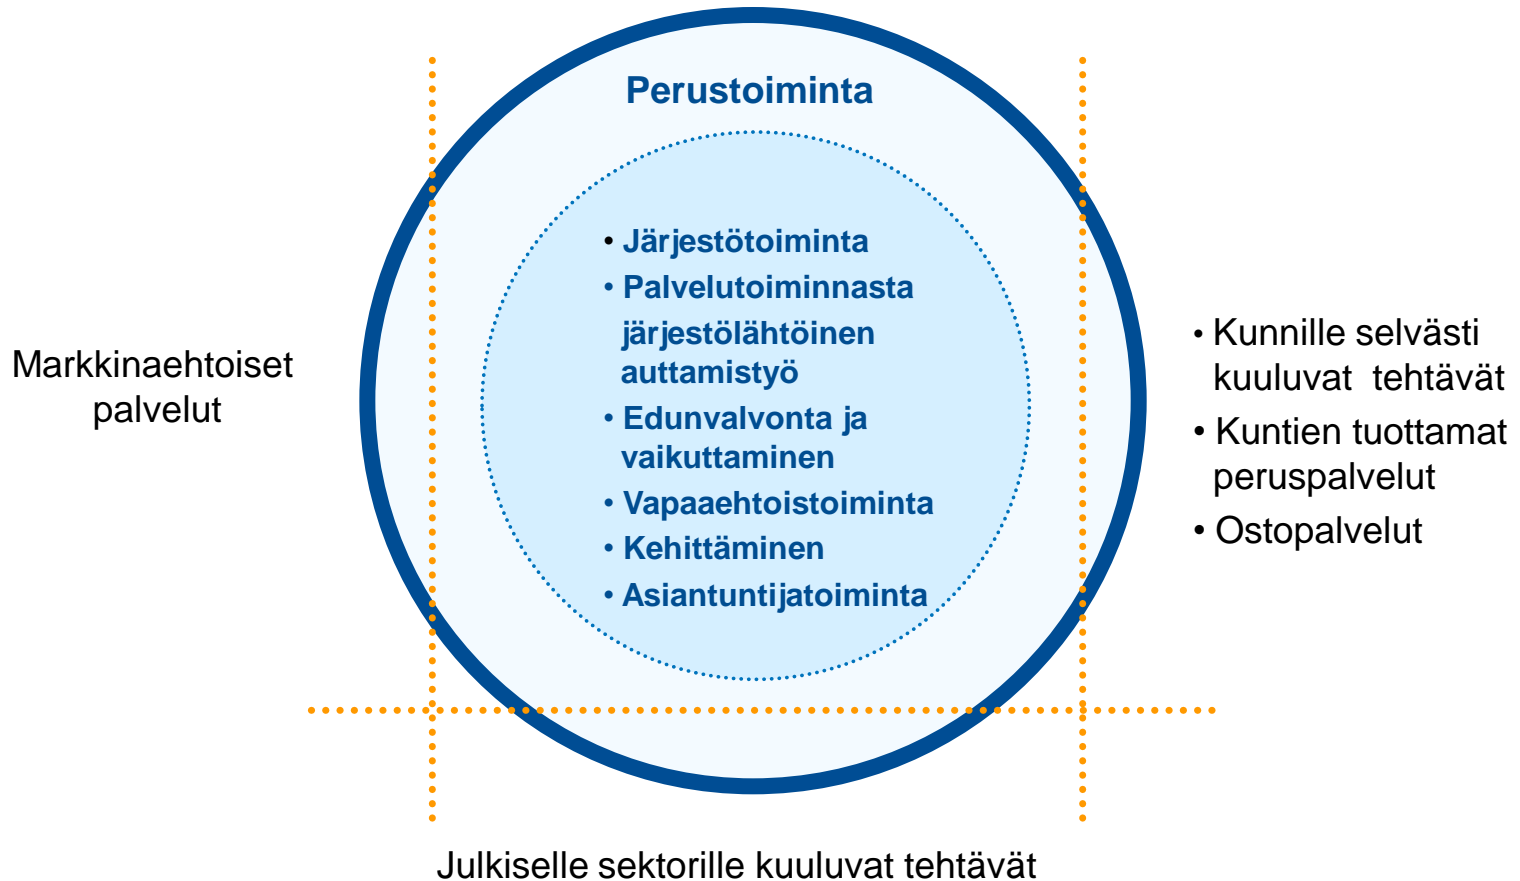 Perustoiminta
• Järjestötoiminta
• Palvelutoiminnasta
järjestölähtöinen
auttamistyö
• Edunvalvonta ja
vaikuttaminen
• Vapaaehtoistoiminta
• Kehittäminen
• Asiantuntijatoiminta
Markkinaehtoiset
palvelut
• Kunnille selvästi
kuuluvat tehtävät
• Kuntien tuottamat
peruspalvelut
• Ostopalvelut
Julkiselle sektorille kuuluvat tehtävät